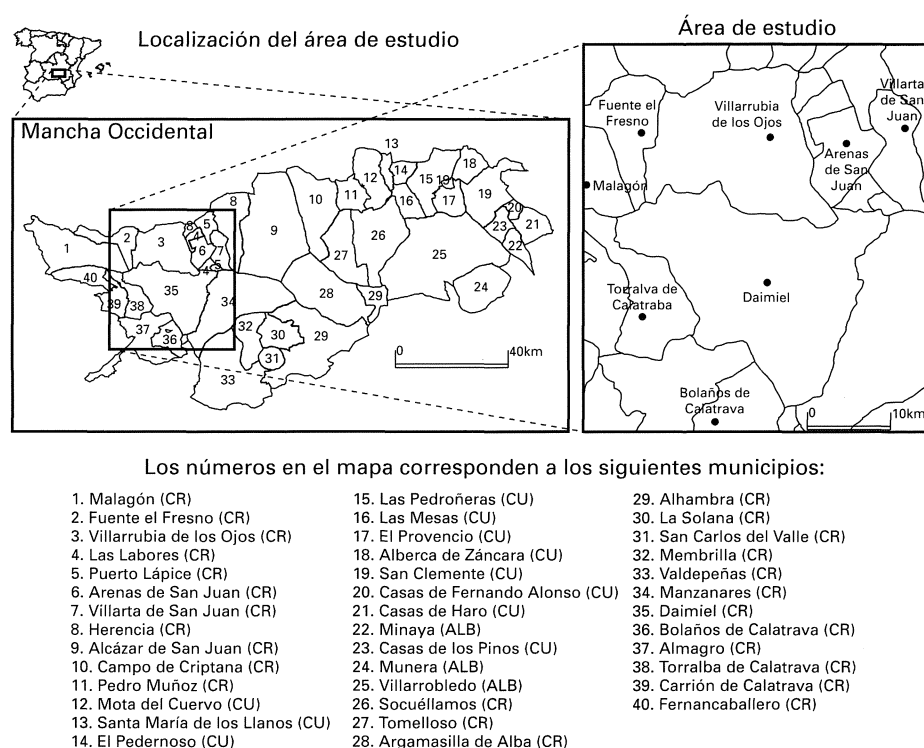 Localización del área de estudio
Área de estudio
Mancha Occidental
13
18
14
15
19
12
17
16
19
11
10
8
20
21
23
22
9
26
25
27
24
28
29
8
5
4
6
7
5
4
2
3
1
40
35
34
39
38
37
36
32
30
29
31
33
0 40km
Fuente el
Fresno
Villarrubia
de los Ojos
Villarta
de San
Juan
Arenas
de San
Juan
Malagón
Torralva de
Calatraba
Daimiel
Bolaños de
Calatrava
0 10km
Los números en el mapa corresponden a los siguientes municipios:
1. Malagón (CR)
2. Fuente el Fresno (CR)
3. Villarrubia de los Ojos (CR)
4. Las Labores (CR)
5. Puerto Lápice (CR)
6. Arenas de San Juan (CR)
7. Villarta de San Juan (CR)
8. Herencia (CR)
9. Alcázar de San Juan (CR)
10. Campo de Criptana (CR)
11. Pedro Muñoz (CR)
12. Mota del Cuervo (CU)
13. Santa María de los Llanos (CU)
14. El Pedernoso (CU)
15. Las Pedroñeras (CU)
16. Las Mesas (CU)
17. El Provencio (CU)
18. Alberca de Záncara (CU)
19. San Clemente (CU)
20. Casas de Fernando Alonso (CU)
21. Casas de Haro (CU)
22. Minaya (ALB)
23. Casas de los Pinos (CU)
24. Munera (ALB)
25. Villarrobledo (ALB)
26. Socuéllamos (CR)
27. Tomelloso (CR)
28. Argamasilla de Alba (CR)
29. Alhambra (CR)
30. La Solana (CR)
31. San Carlos del Valle (CR)
32. Membrilla (CR)
33. Valdepeñas (CR)
34. Manzanares (CR)
35. Daimiel (CR)
36. Bolaños de Calatrava (CR)
37. Almagro (CR)
38. Torralba de Calatrava (CR)
39. Carrión de Calatrava (CR)
40. Fernancaballero (CR)